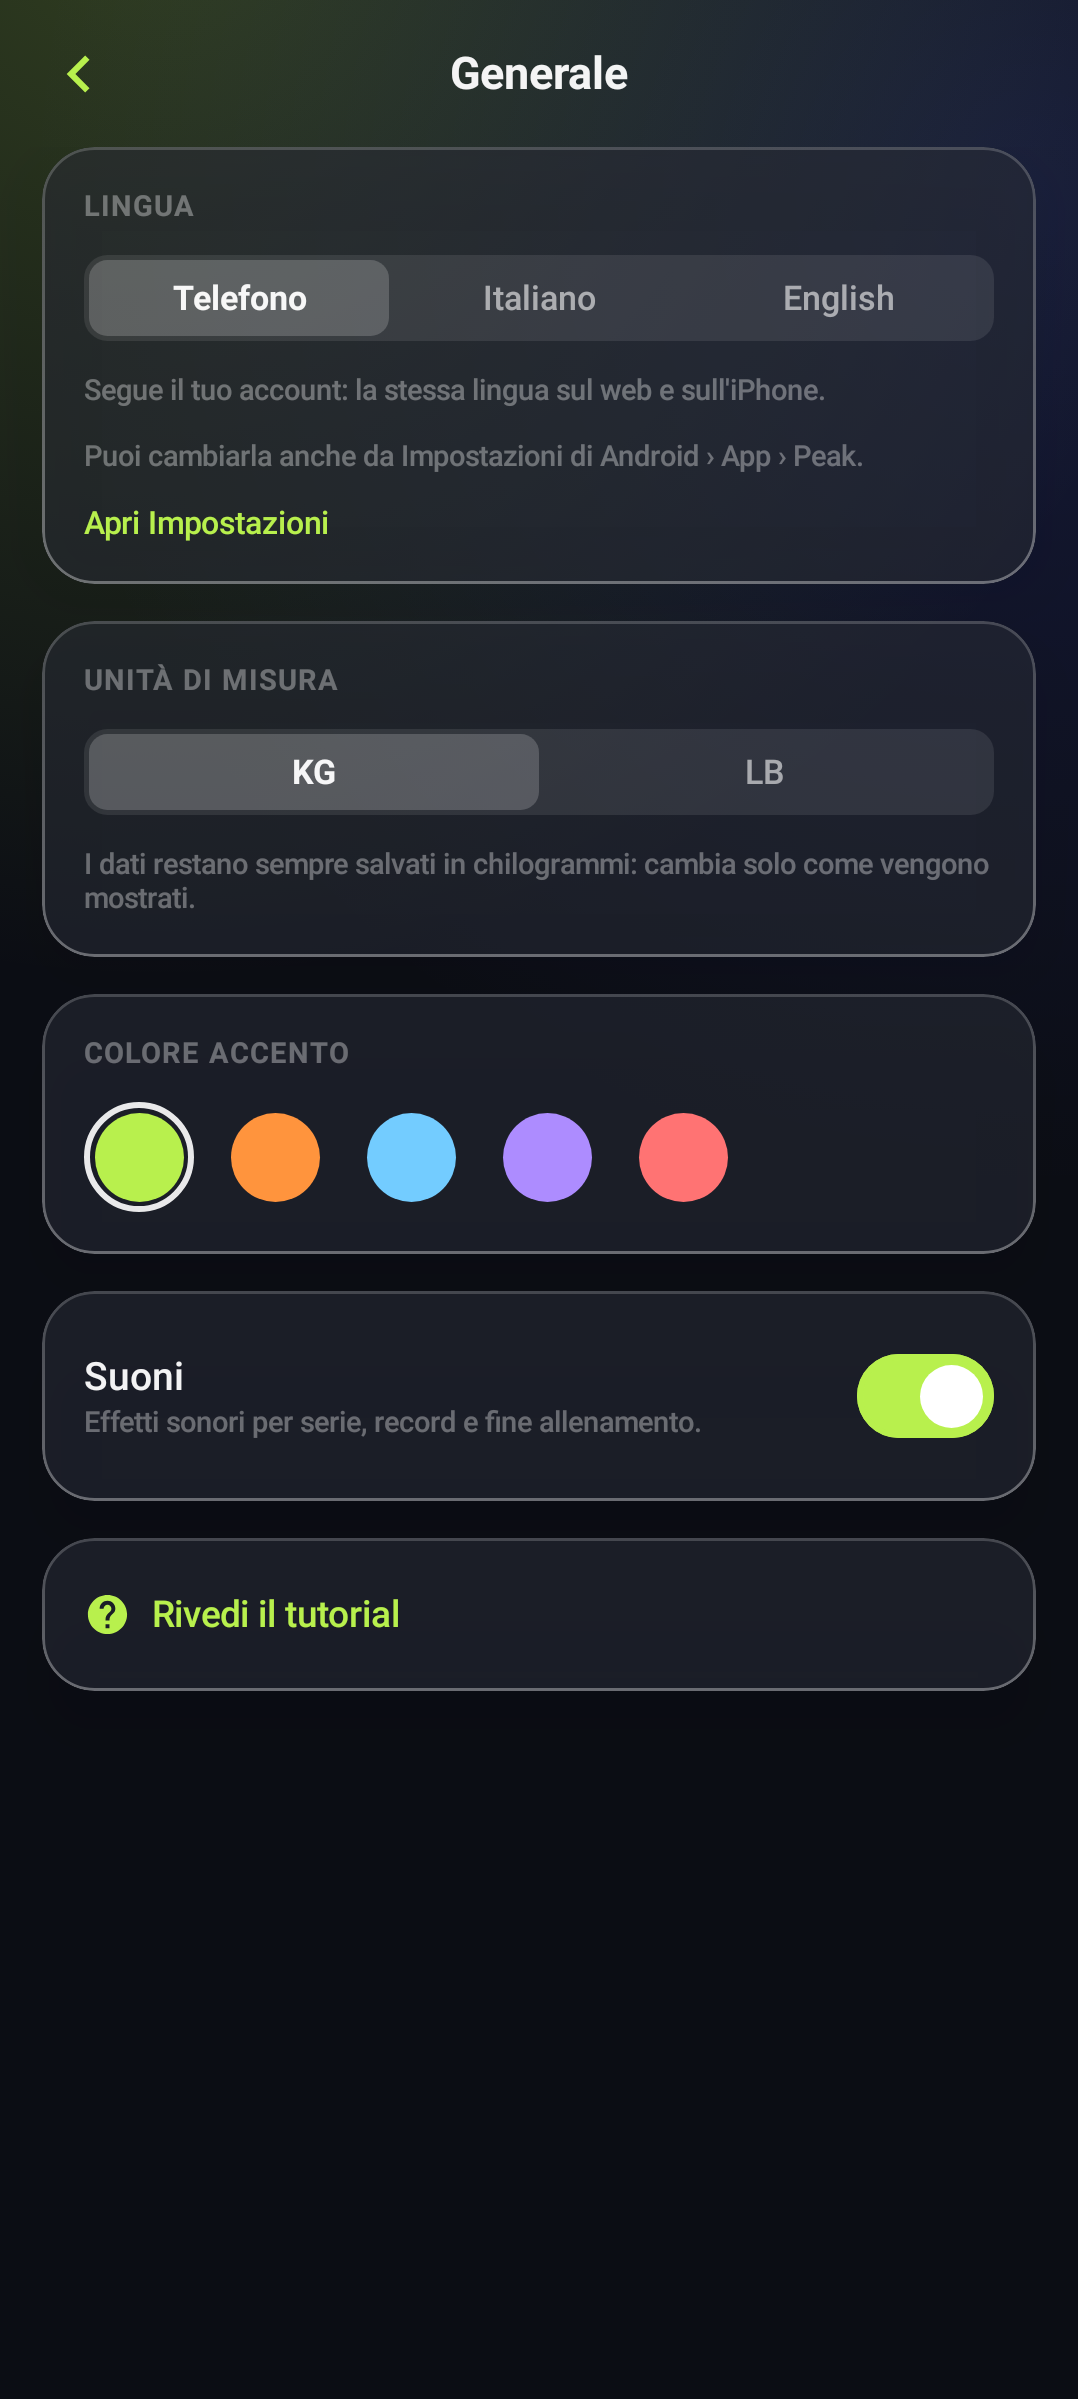 Generale
LINGUA
Telefono
Italiano
English
Segue il tuo account: la stessa lingua sul web e sull'iPhone.
Puoi cambiarla anche da Impostazioni di Android › App › Peak.
Apri Impostazioni
UNITÀ DI MISURA
KG
LB
I dati restano sempre salvati in chilogrammi: cambia solo come vengono
mostrati.
COLORE ACCENTO
Suoni
Effetti sonori per serie, record e fine allenamento.
Rivedi il tutorial